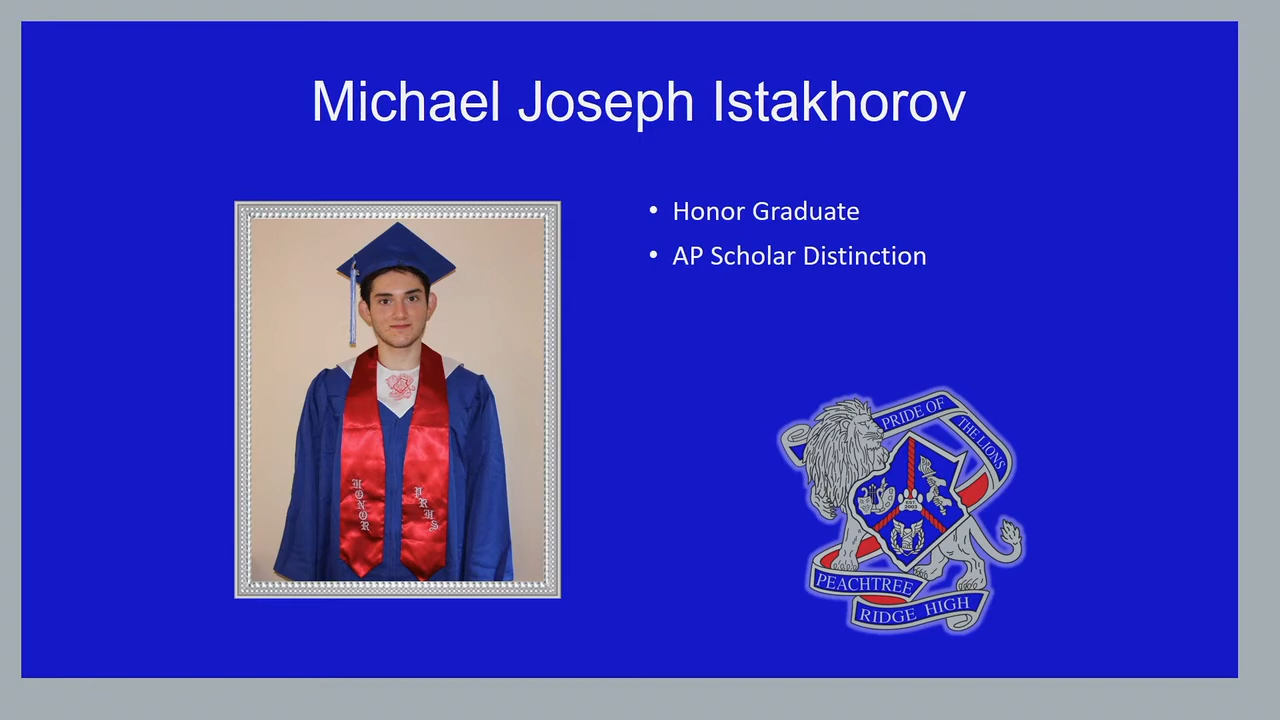 Michael Joseph Istakhorov
• Honor Graduate
• AP Scholar Distinction
HONOR
PRHS
PRIDE OF
THE LIONS
EST.
2003
PEACHTREE
RIDGE HIGH